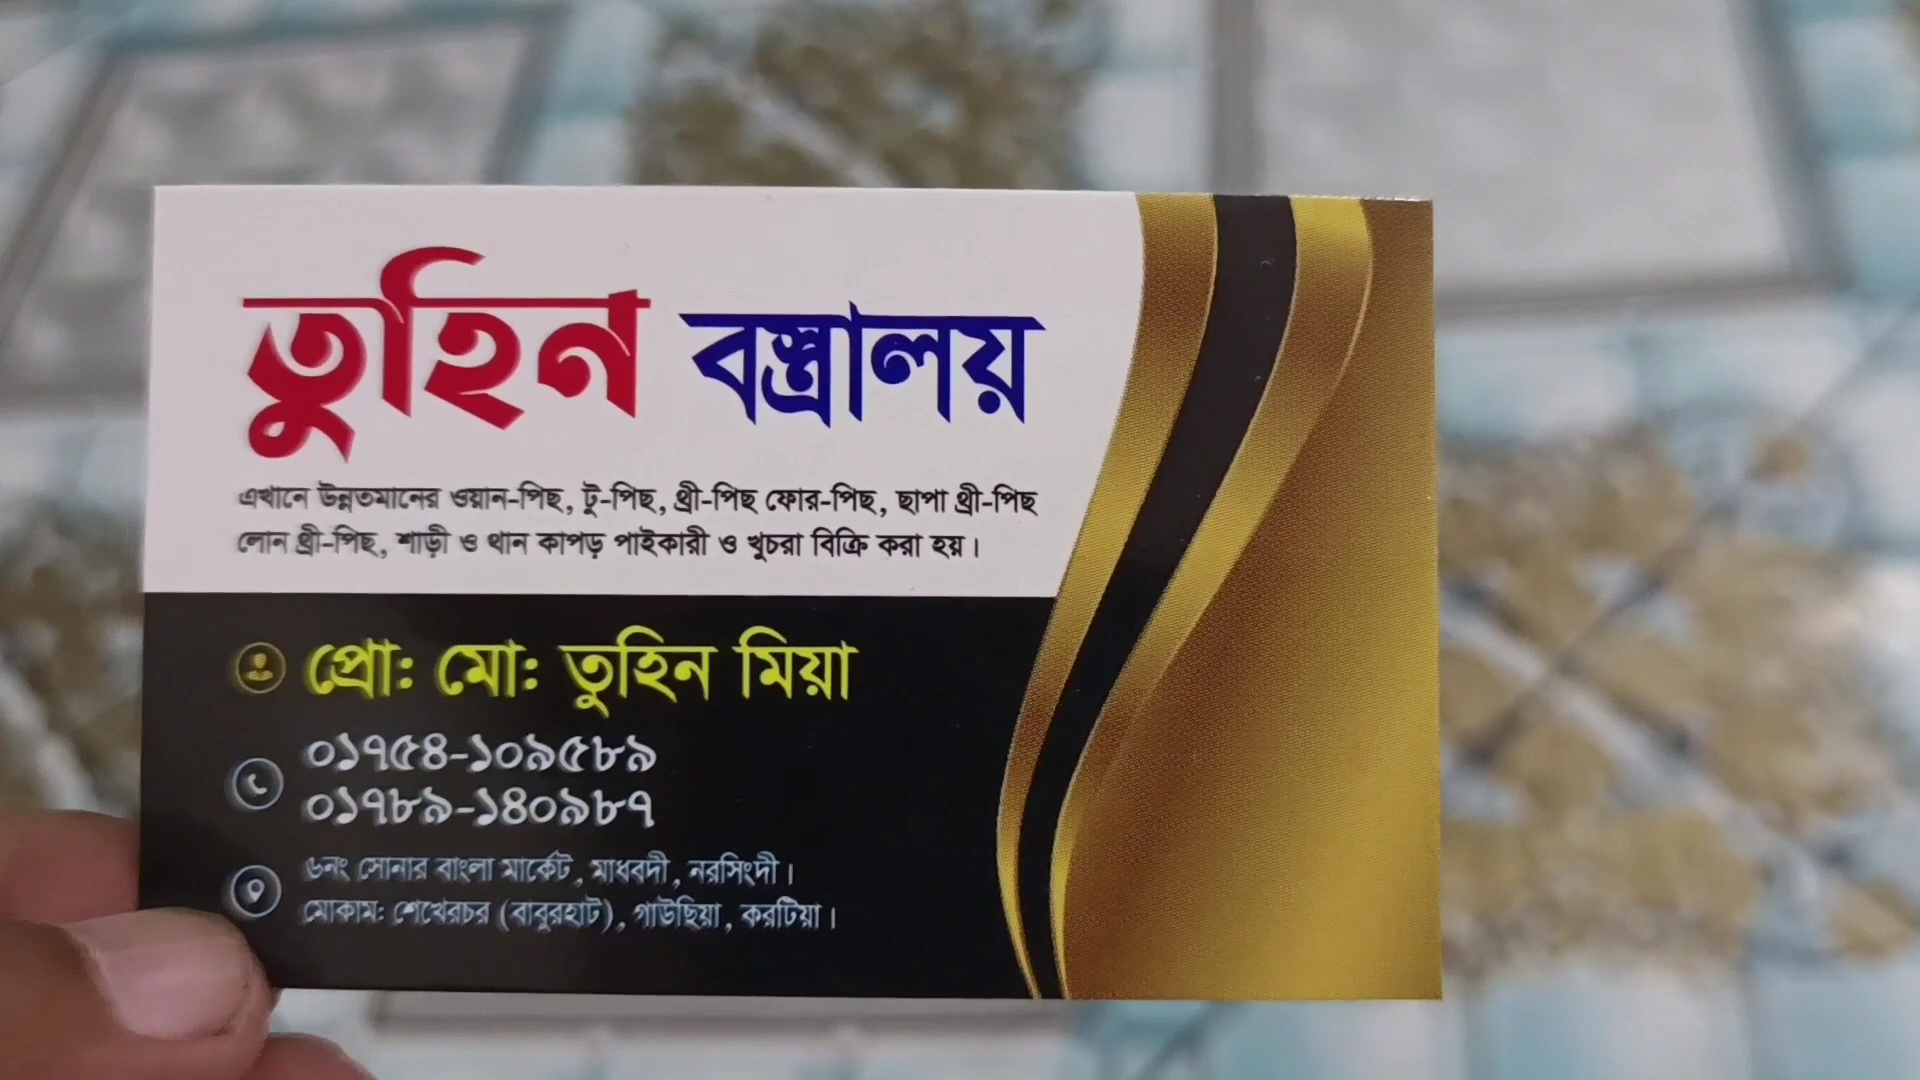 তুহিন বস্ত্রালয়
এখানে উন্নতমানের ওয়ান-পিছ, টু-পিছ, থ্রী-পিছ ফোর-পিছ, ছাপা থ্রী-পিছ
লোন থ্রী-পিছ, শাড়ী ও থান কাপড় পাইকারী ও খুচরা বিক্রি করা হয়।
প্রো: মো: তুহিন মিয়া
০১৭৫৪-১০৯৫৮৯
০১৭৮৯-১৪০৯৮৭
৬নং সোনার বাংলা মার্কেট, মাধবদী, নরসিংদী।
মোকাম: শেখেরচর (বাবুরহাট), গাউছিয়া, করটিয়া।